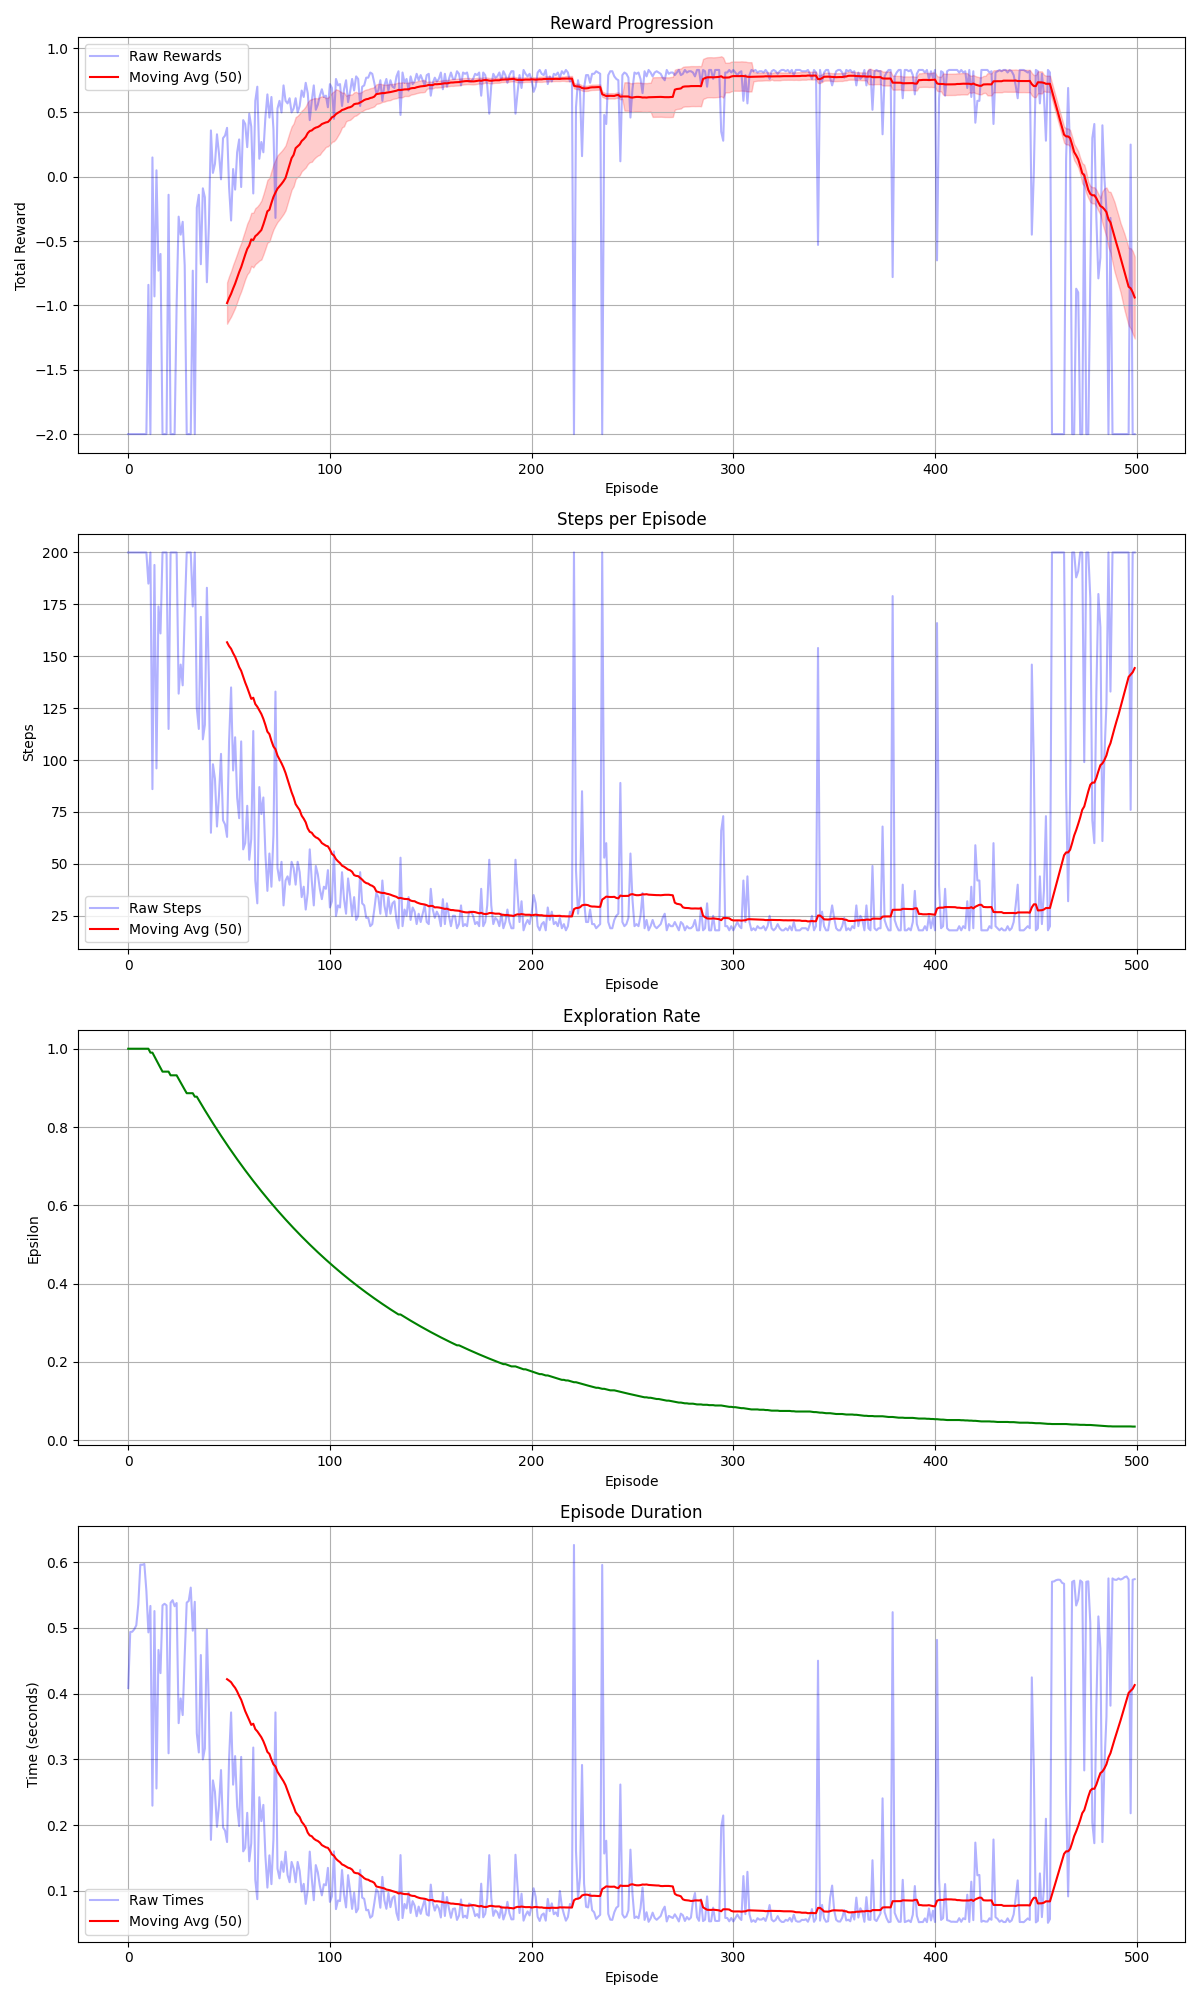 Reward Progression
Raw Rewards
Moving Avg (50)
1.0
0.5
0.0
−0.5
−1.0
−1.5
−2.0
Total Reward
0 100 200 300 400 500
Episode
Steps per Episode
200
175
150
125
100
75
50
25
Steps
Raw Steps
Moving Avg (50)
0 100 200 300 400 500
Episode
Exploration Rate
1.0
0.8
0.6
0.4
0.2
0.0
Epsilon
0 100 200 300 400 500
Episode
Episode Duration
0.6
0.5
0.4
0.3
0.2
0.1
Time (seconds)
Raw Times
Moving Avg (50)
0 100 200 300 400 500
Episode